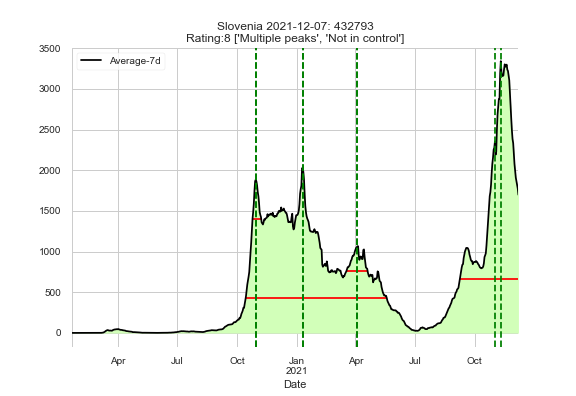 Slovenia 2021-12-07: 432793
Rating:8 ['Multiple peaks', 'Not in control']
Average-7d
3500
3000
2500
2000
1500
1000
500
0
Apr Jul Oct Jan Apr Jul Oct
2021
Date